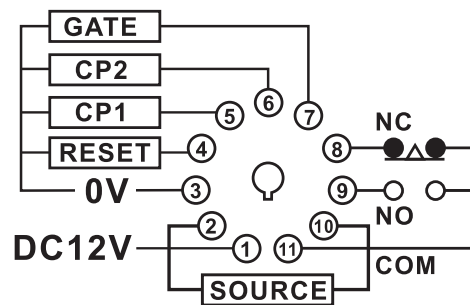 GATE
CP2
CP1
RESET
0V
DC12V
SOURCE
1
2
3
4
5
6
7
8
9
10
11
NC
NO
COM